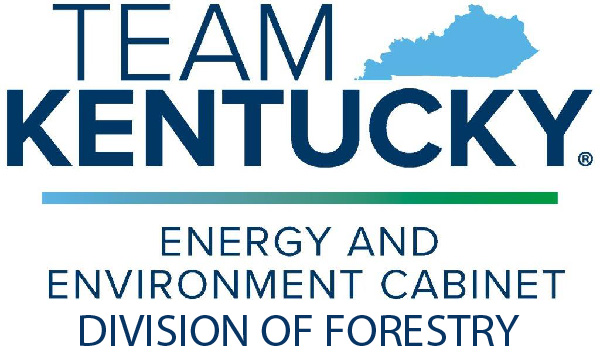 TEAM
KENTUCKY®
ENERGY AND
ENVIRONMENT CABINET
DIVISION OF FORESTRY